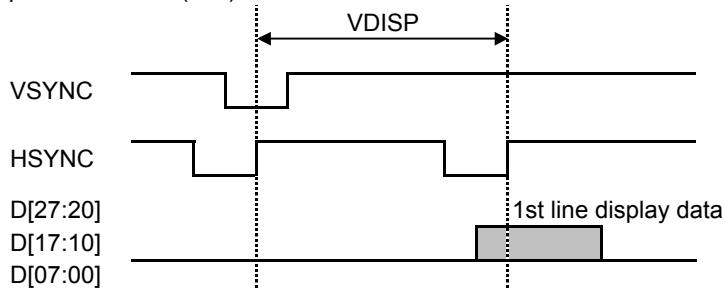 VDISP
VSYNC
HSYNC
D[27:20]
1st line display data
D[17:10]
D[07:00]